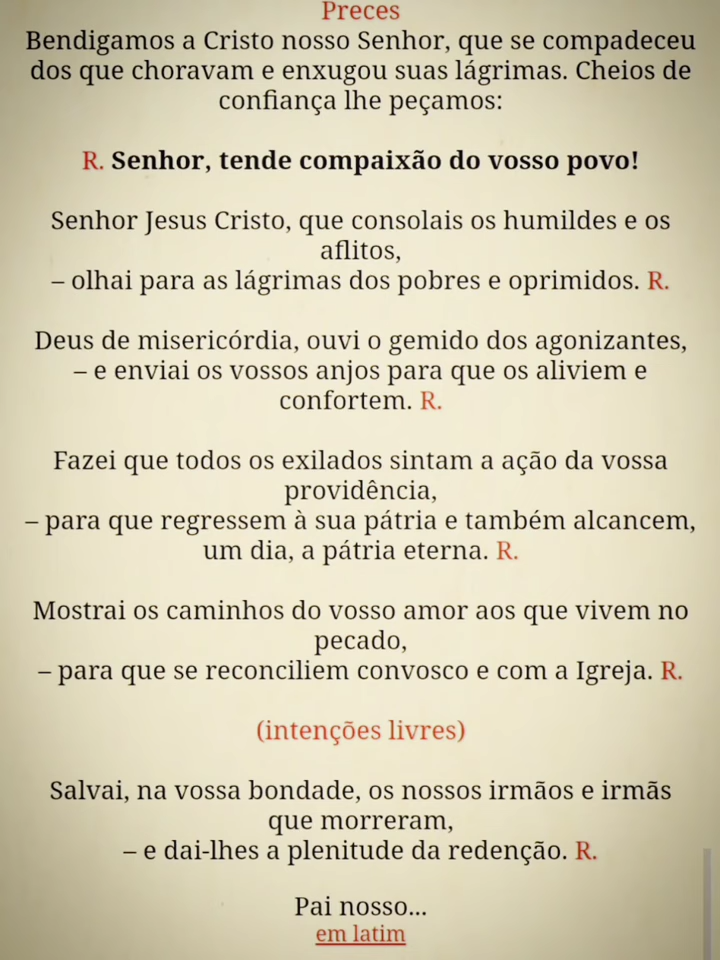 Preces
Bendigamos a Cristo nosso Senhor, que se compadeceu
dos que choravam e enxugou suas lágrimas. Cheios de
confiança lhe peçamos:
R. Senhor, tende compaixão do vosso povo!
Senhor Jesus Cristo, que consolais os humildes e os
aflitos,
– olhai para as lágrimas dos pobres e oprimidos. R.
Deus de misericórdia, ouvi o gemido dos agonizantes,
– e enviai os vossos anjos para que os aliviem e
confortem. R.
Fazei que todos os exilados sintam a ação da vossa
providência,
– para que regressem à sua pátria e também alcancem,
um dia, a pátria eterna. R.
Mostrai os caminhos do vosso amor aos que vivem no
pecado,
– para que se reconciliem convosco e com a Igreja. R.
(intenções livres)
Salvai, na vossa bondade, os nossos irmãos e irmãs
que morreram,
– e dai-lhes a plenitude da redenção. R.
Pai nosso...
em latim